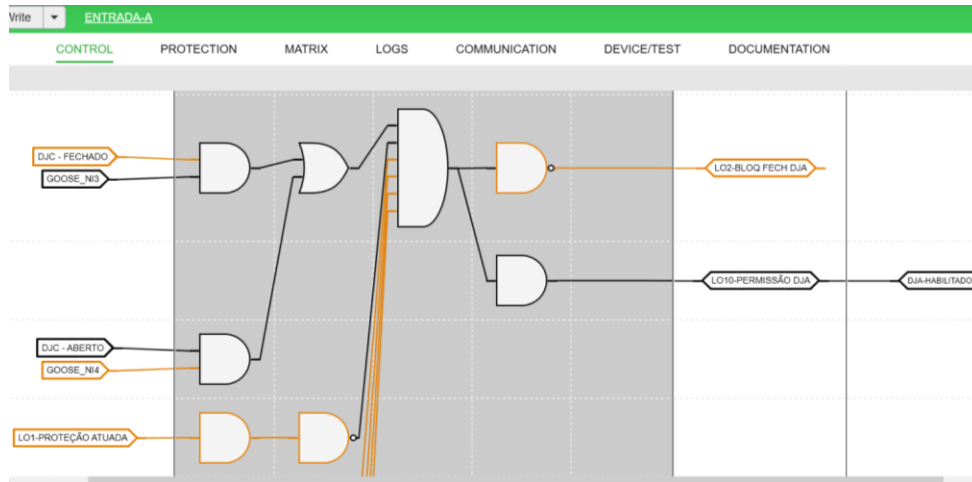 Write ENTRADA-A
CONTROL PROTECTION MATRIX LOGS COMMUNICATION DEVICE/TEST DOCUMENTATION
DJC - FECHADO
GOOSE_NI3
LO2-BLOQ FECH DJA
LO10-PERMISSÃO DJA
DJA-HABILITADO
DJC - ABERTO
GOOSE_NI4
LO1-PROTEÇÃO ATUADA